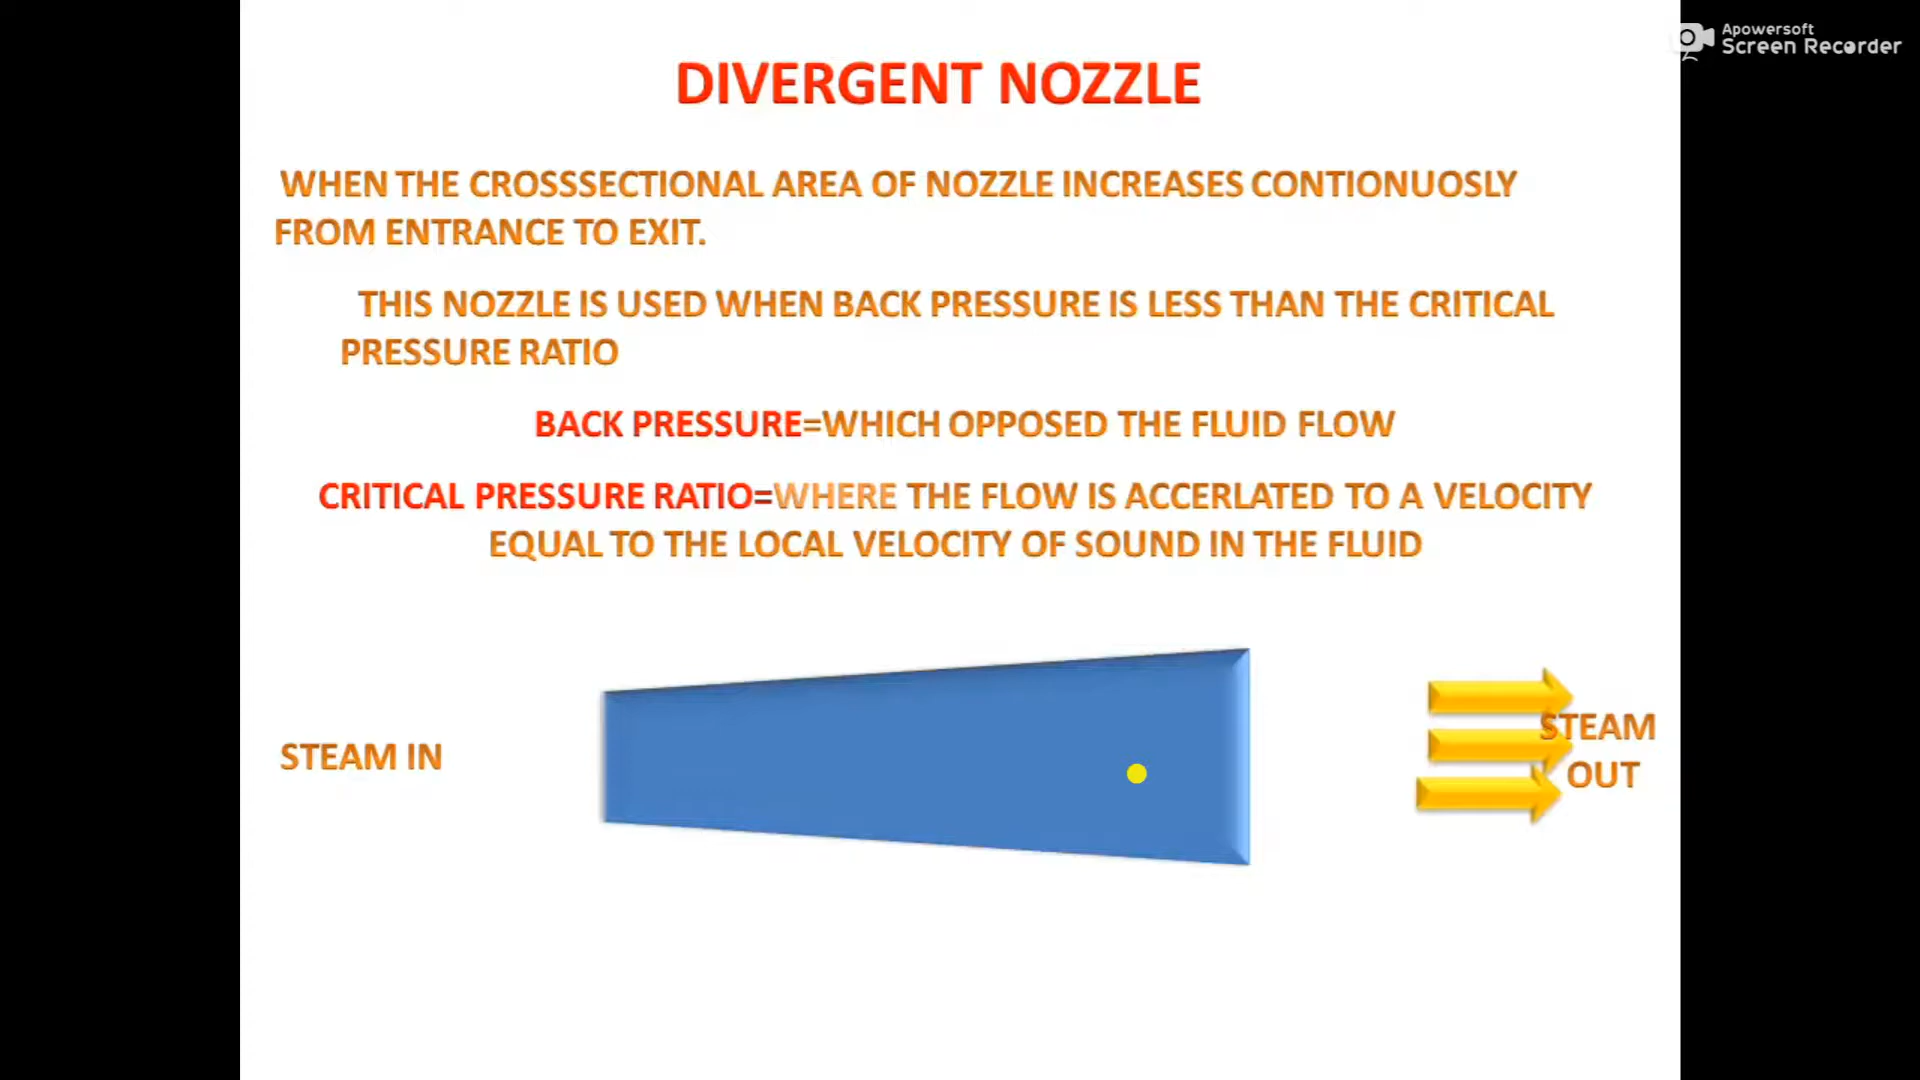 Apowersoft
Screen Recorder
DIVERGENT NOZZLE
WHEN THE CROSSSECTIONAL AREA OF NOZZLE INCREASES CONTIONUOSLY
FROM ENTRANCE TO EXIT.
THIS NOZZLE IS USED WHEN BACK PRESSURE IS LESS THAN THE CRITICAL
PRESSURE RATIO
BACK PRESSURE=WHICH OPPOSED THE FLUID FLOW
CRITICAL PRESSURE RATIO=WHERE THE FLOW IS ACCERLATED TO A VELOCITY
EQUAL TO THE LOCAL VELOCITY OF SOUND IN THE FLUID
STEAM IN
STEAM
OUT